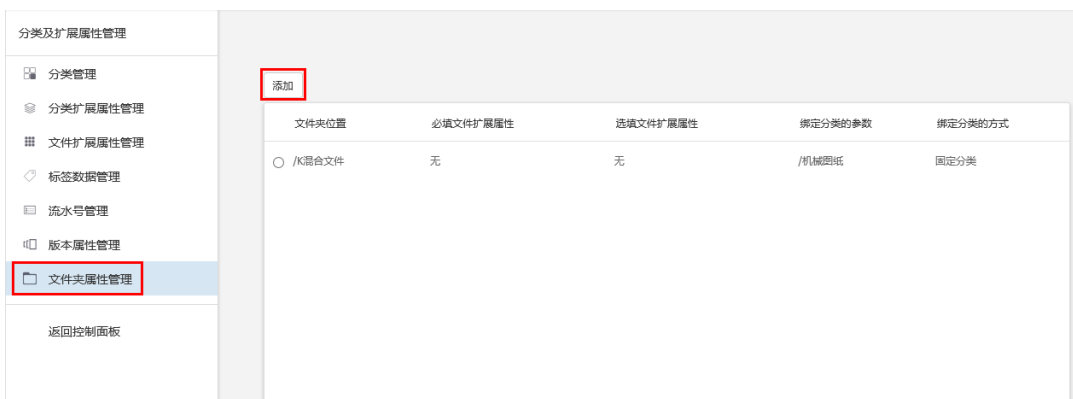 分类及扩展属性管理
分类管理
分类扩展属性管理
文件扩展属性管理
标签数据管理
流水号管理
版本属性管理
文件夹属性管理
返回控制面板
添加
文件夹位置 必填文件扩展属性 选填文件扩展属性 绑定分类的参数 绑定分类的方式
/K混合文件 无 无 /机械图纸 固定分类